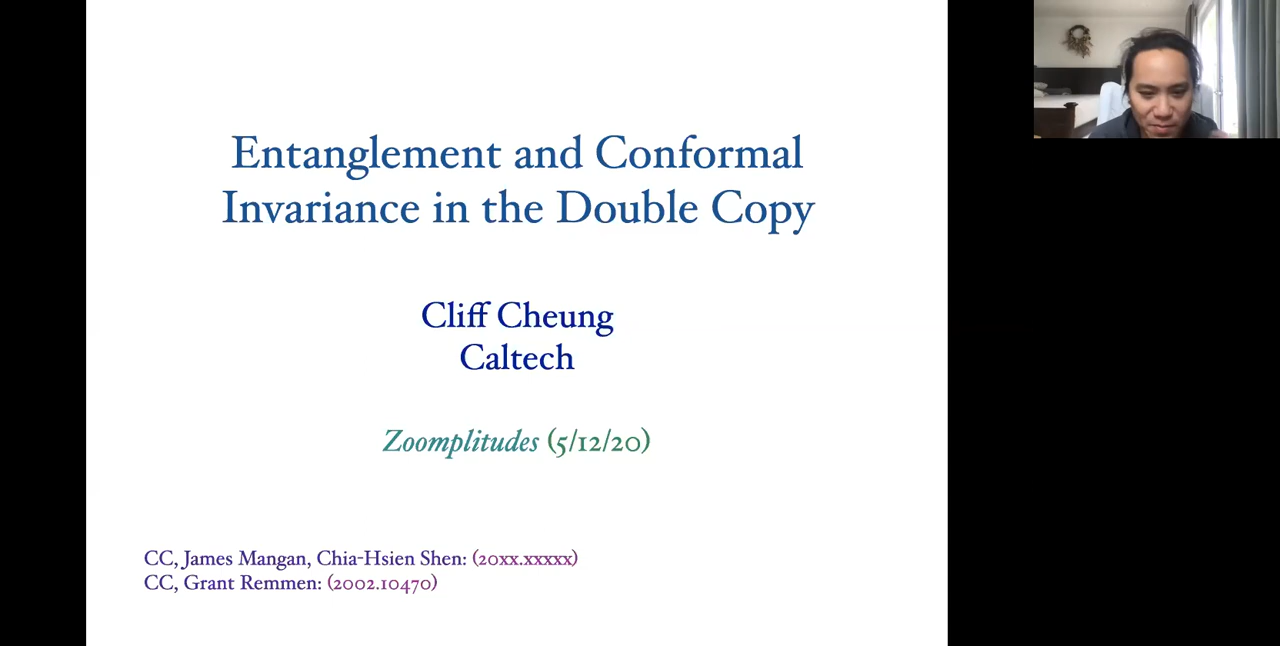 Entanglement and Conformal
Invariance in the Double Copy
Cliff Cheung
Caltech
Zoomplitudes (5/12/20)
CC, James Mangan, Chia-Hsien Shen: (20xx.xxxxx)
CC, Grant Remmen: (2002.10470)